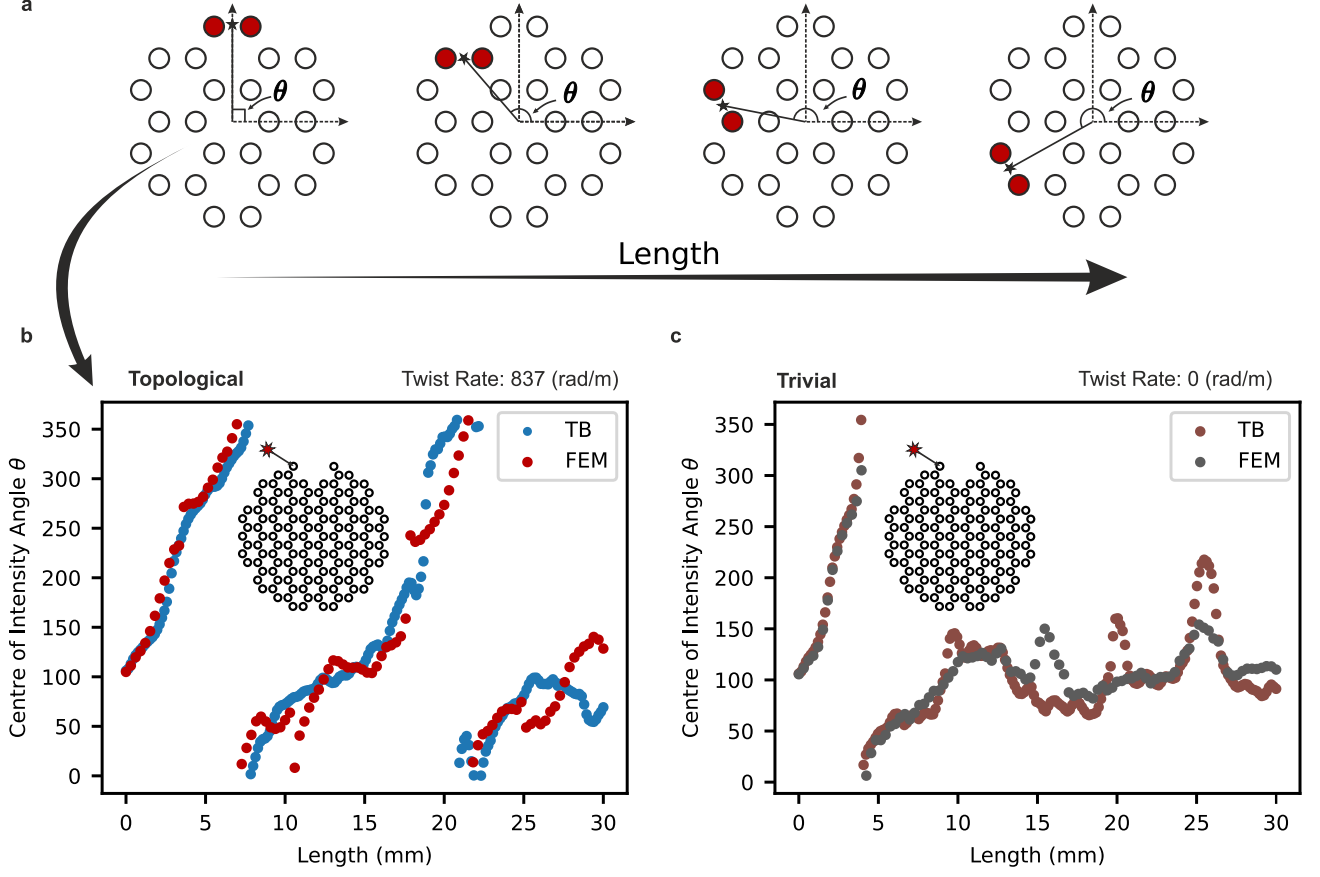 a
θ
θ
θ
θ
Length
b
c
Topological
Twist Rate: 837 (rad/m)
Trivial
Twist Rate: 0 (rad/m)
Centre of Intensity Angle θ
350
300
250
200
150
100
50
0
TB
FEM
0 5 10 15 20 25 30
Length (mm)
Centre of Intensity Angle θ
350
300
250
200
150
100
50
0
TB
FEM
0 5 10 15 20 25 30
Length (mm)